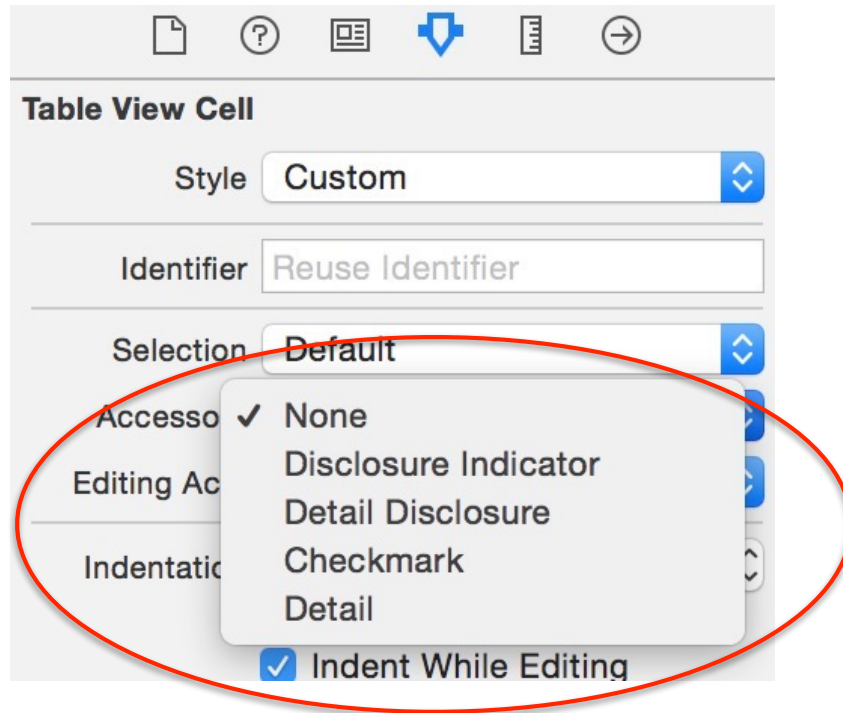 Table View Cell
Style Custom
Identifier Reuse Identifier
Selection Default
Accesso ✓ None
Disclosure Indicator
Editing Ac
Detail Disclosure
Indentatio Checkmark
Detail
✓ Indent While Editing